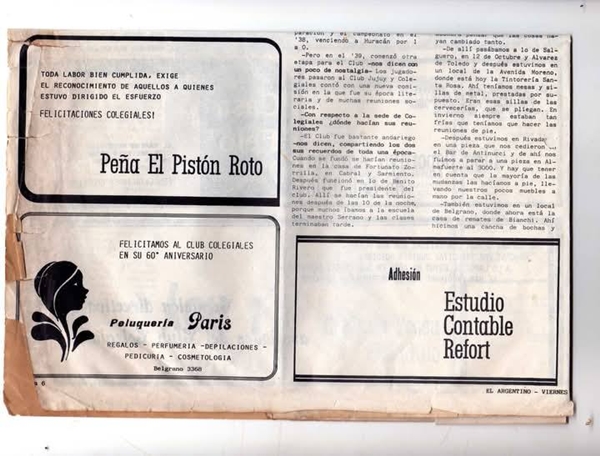 TODA LABOR BIEN CUMPLIDA, EXIGE
EL RECONOCIMIENTO DE AQUELLOS A QUIENES
ESTUVO DIRIGIDO EL ESFUERZO
FELICITACIONES COLEGIALES!
Peña El Pistón Roto
FELICITAMOS AL CLUB COLEGIALES
EN SU 60° ANIVERSARIO
Peluquería Paris
REGALOS - PERFUMERIA -DEPILACIONES -
PEDICURIA - COSMETOLOGIA
Belgrano 3368
6
el campeonato en el
'38, venciendo a Huracán por 1
a 0.
-Pero en el '39, comenzó otra
etapa para el Club -nos dicen con
un poco de nostalgia- Los jugado-
res pasaron al Club Jujuy y Cole-
giales contó con una nueva comi-
sión en la que fue su época lite-
raria y de muchas reuniones so-
ciales.
-Con respecto a la sede de Co-
legiales ¿dónde hacían sus reu-
niones?
-El Club fue bastante andariego
-nos dicen, compartiendo los dos
sus recuerdos de toda una época-
Cuando se fundó se hacían reunio-
nes en la casa de Fortunato Zo-
rrilla, en Cabral y Sarmiento.
Después funcionó en lo de Benito
Rivero que fue presidente del
club. Allí se hacían las reunio-
nes después de las 10 de la noche,
porque muchos íbamos a la escuela
del maestro Serrano y las clases
terminaban tarde.
yan cambiado tanto.
-De allí pasábamos a lo de Sal-
guero, en 12 de Octubre y Alvarez
de Toledo y después estuvimos en
un local de la Avenida Moreno,
donde está hoy la Tintorería San-
ta Rosa. Ahí teníamos mesas y si-
llas de metal, prestadas por su-
puesto. Eran esas sillas de las
cervecerías, que se pliegan. En
invierno siempre estaban tan
frías que teníamos que hacer las
reuniones de pie.
-Después estuvimos en Rivada
en una pieza que nos cedieron
el Bar de Antinucci y de ahí nos
fuimos a parar a una pieza en Al-
mafuerte al 3000. Y hay que tener
en cuenta que la mayoría de las
mudanzas las hacíamos a pie, lle-
vando nuestros pocos muebles a
mano por la calle.
-También estuvimos en un local
de Belgrano, donde ahora está la
casa de remates de Bianchi. Ahí
hicimos una cancha de bochas y
Adhesión
Estudio
Contable
Refort
EL ARGENTINO - VIERNES